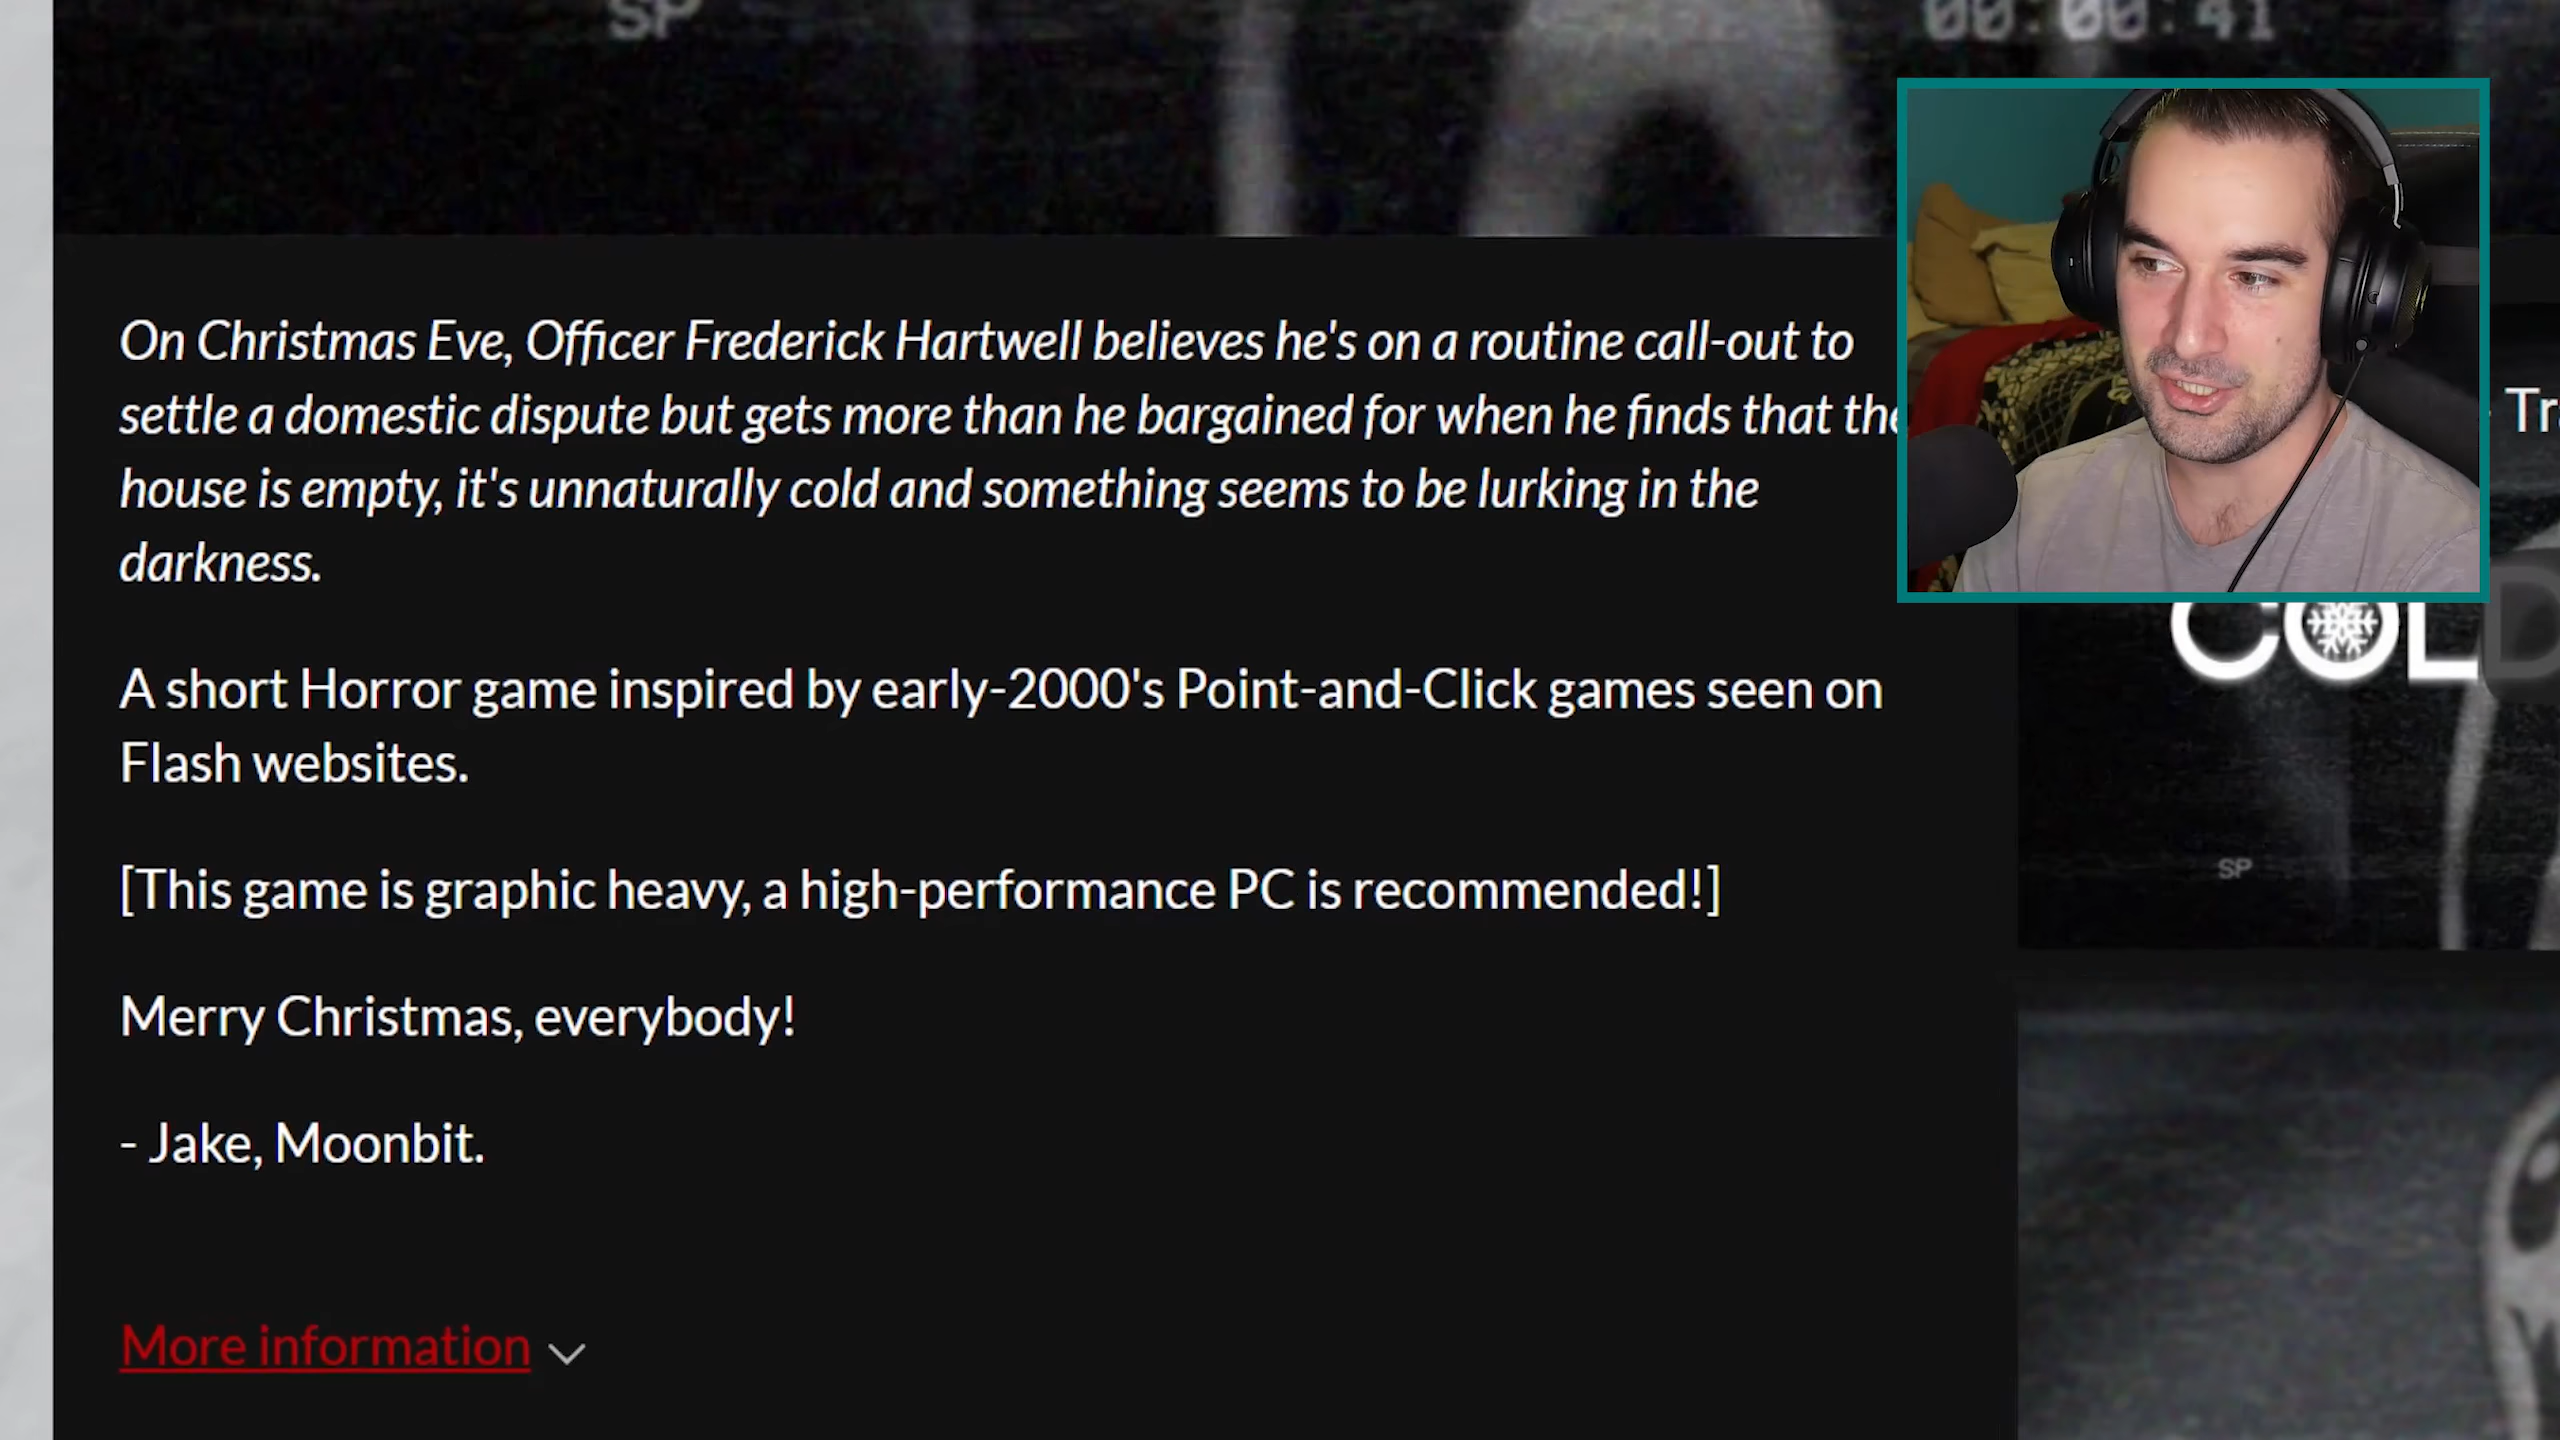 SP
00:00:41
On Christmas Eve, Officer Frederick Hartwell believes he's on a routine call-out to
settle a domestic dispute but gets more than he bargained for when he finds that the
house is empty, it's unnaturally cold and something seems to be lurking in the
darkness.
A short Horror game inspired by early-2000's Point-and-Click games seen on
Flash websites.
[This game is graphic heavy, a high-performance PC is recommended!]
Merry Christmas, everybody!
- Jake, Moonbit.
More information
COLD
SP